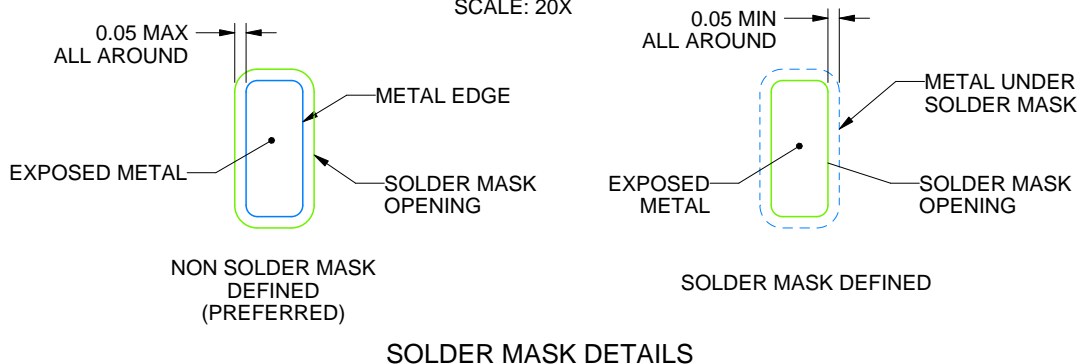 SCALE: 20X
0.05 MAX
ALL AROUND
METAL EDGE
EXPOSED METAL
SOLDER MASK
OPENING
NON SOLDER MASK
DEFINED
(PREFERRED)
0.05 MIN
ALL AROUND
METAL UNDER
SOLDER MASK
EXPOSED
METAL
SOLDER MASK
OPENING
SOLDER MASK DEFINED
SOLDER MASK DETAILS